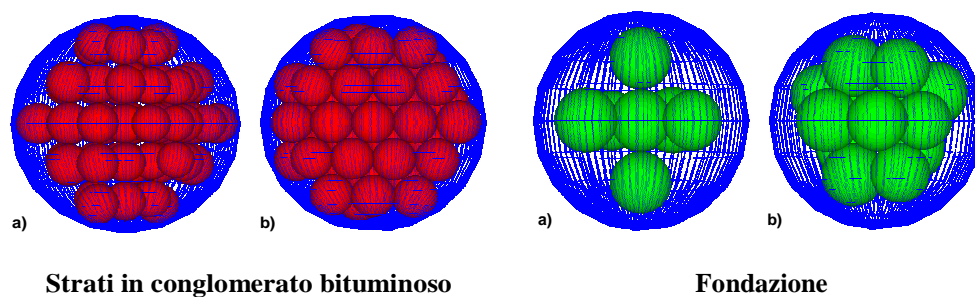 a) b) a) b)
Strati in conglomerato bituminoso Fondazione